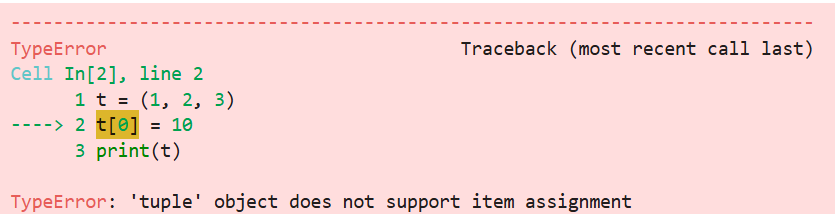 ---------------------------------------------------------------------------
TypeError                                 Traceback (most recent call last)
Cell In[2], line 2
      1 t = (1, 2, 3)
----> 2 t[0] = 10
      3 print(t)
TypeError: 'tuple' object does not support item assignment